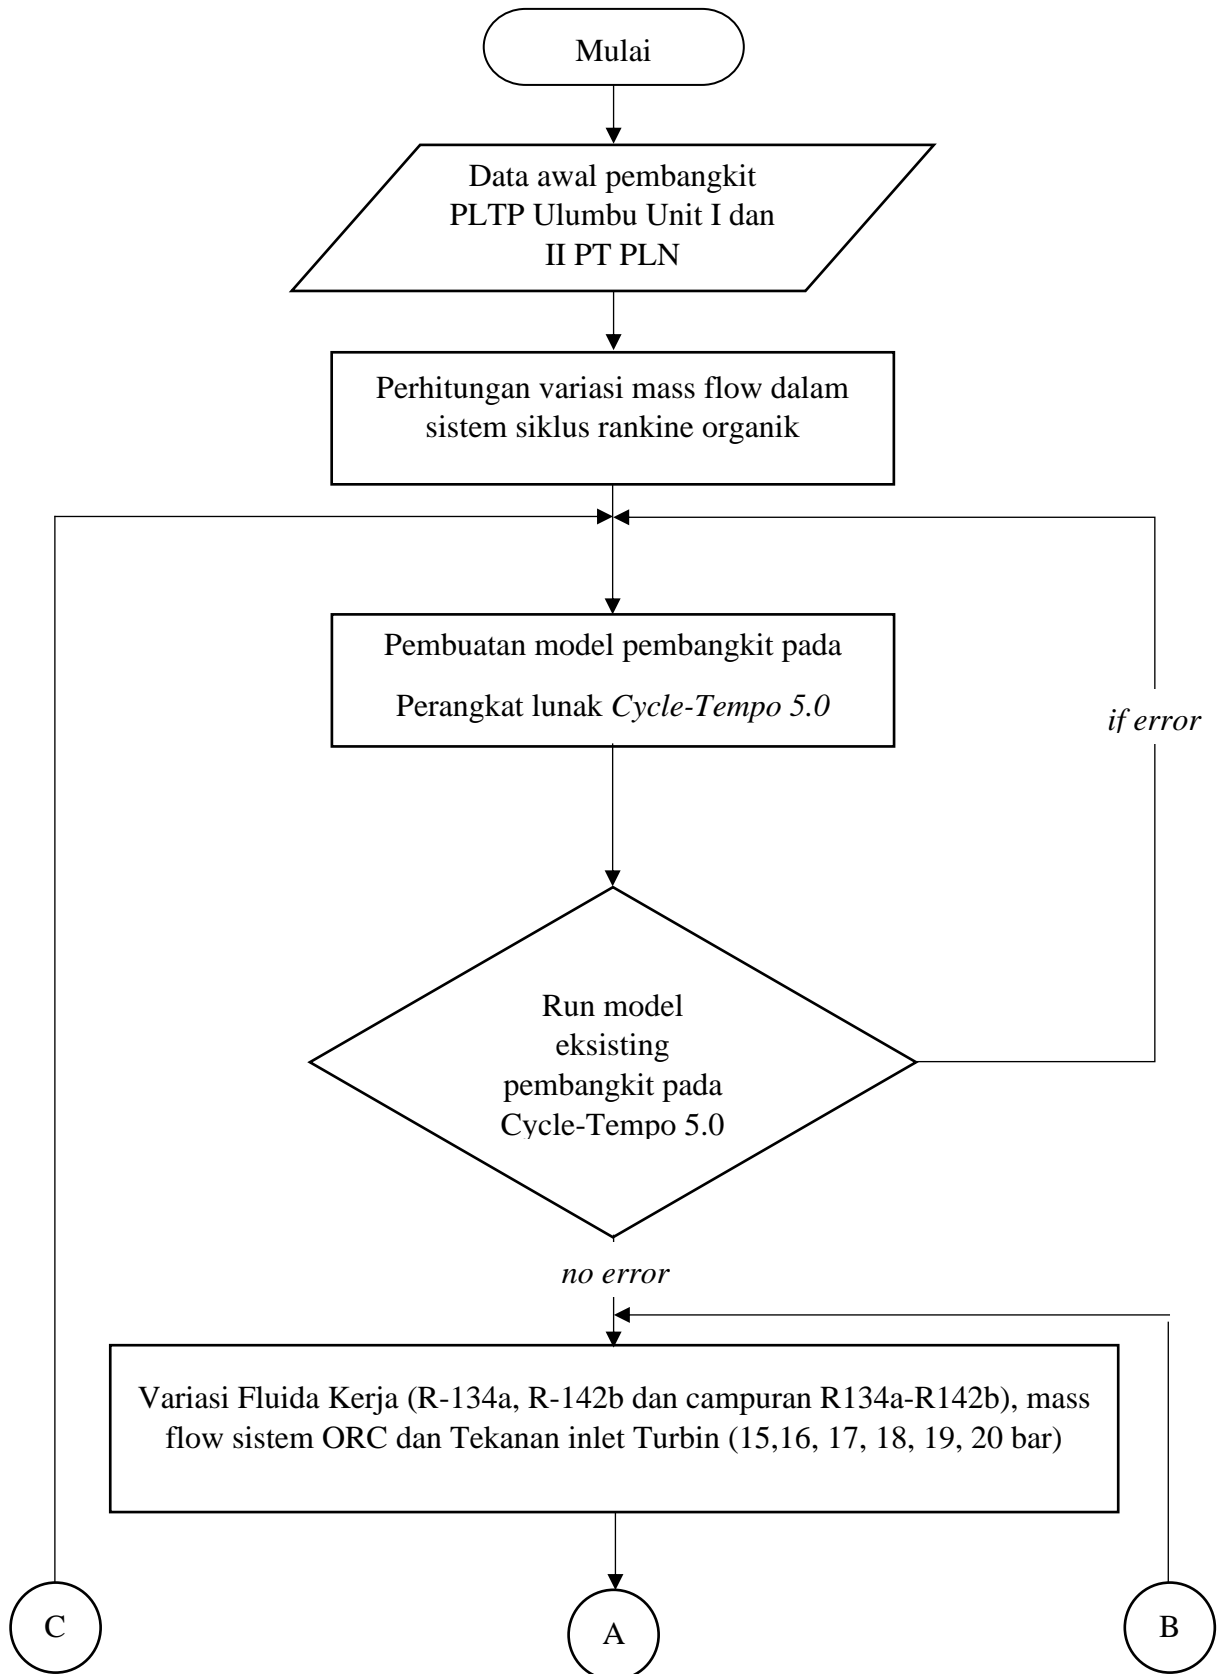 Mulai
Data awal pembangkit
PLTP Ulumbu Unit I dan
II PT PLN
Perhitungan variasi mass flow dalam
sistem siklus rankine organik
Pembuatan model pembangkit pada
Perangkat lunak Cycle-Tempo 5.0
if error
Run model
eksisting
pembangkit pada
Cycle-Tempo 5.0
no error
Variasi Fluida Kerja (R-134a, R-142b dan campuran R134a-R142b), mass
flow sistem ORC dan Tekanan inlet Turbin (15,16, 17, 18, 19, 20 bar)
C
A
B